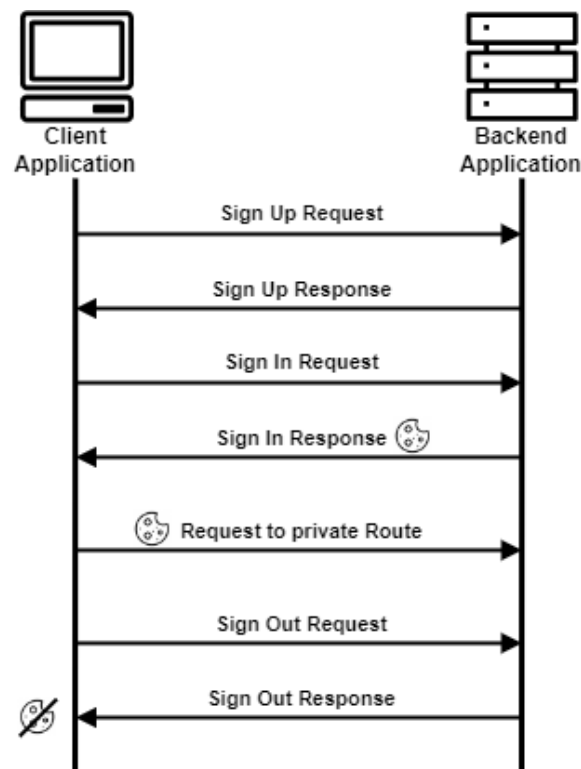 Client
Application
Backend
Application
Sign Up Request
Sign Up Response
Sign In Request
Sign In Response
Request to private Route
Sign Out Request
Sign Out Response